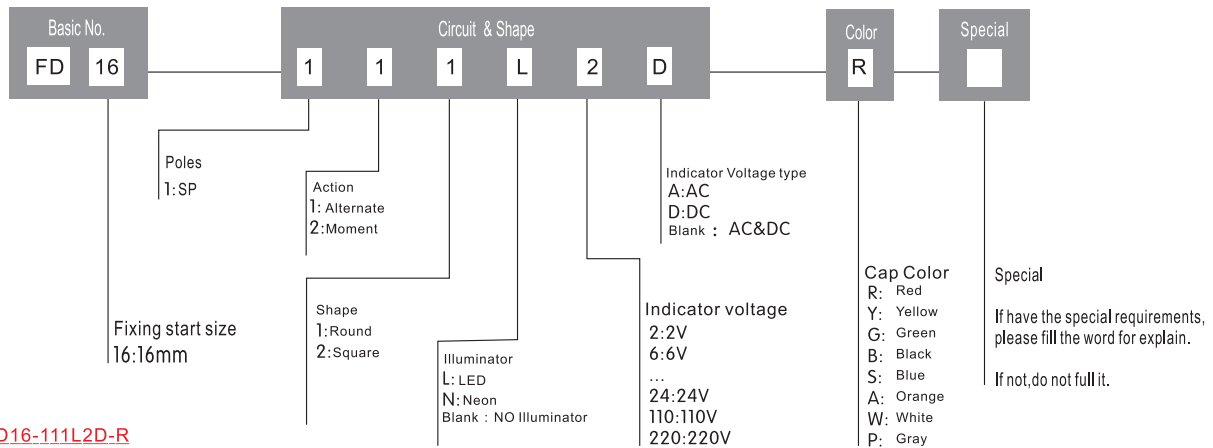 Basic No.
Circuit & Shape
Color
Special
FD 16
1 1 1 L 2 D
R
Poles
1:SP
Action
1: Alternate
2:Moment
Indicator Voltage type
A:AC
D:DC
Blank : AC&DC
Fixing start size
16:16mm
Shape
1:Round
2:Square
Illuminator
L: LED
N: Neon
Blank : NO Illuminator
Indicator voltage
2:2V
6:6V
...
24:24V
110:110V
220:220V
Cap Color
R: Red
Y: Yellow
G: Green
B: Black
S: Blue
A: Orange
W: White
P: Gray
Special
If have the special requirements,
please fill the word for explain.
If not,do not full it.
D16-111L2D-R